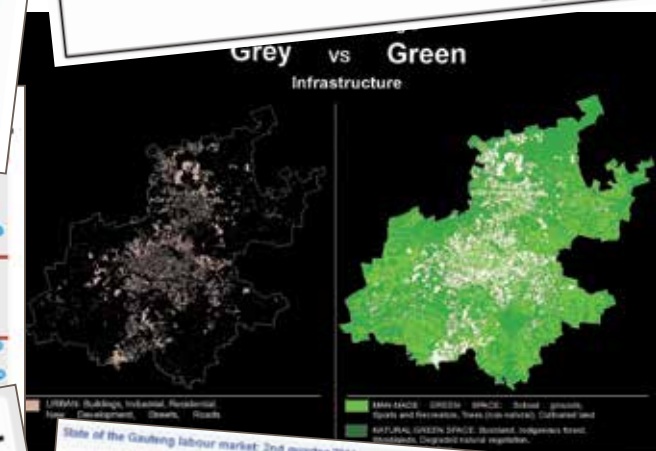 Grey vs Green
Infrastructure
URBAN: Buildings, Industrial, Residential
New Development, Streets, Roads
MAN-MADE GREEN SPACE: School grounds,
Sports and Recreation, Trees (non-natural), Cultivated land
NATURAL GREEN SPACE: Bushland, Indigenous forest,
Woodlands, Degraded natural vegetation.
State of the Gauteng labour market: 2nd quarter